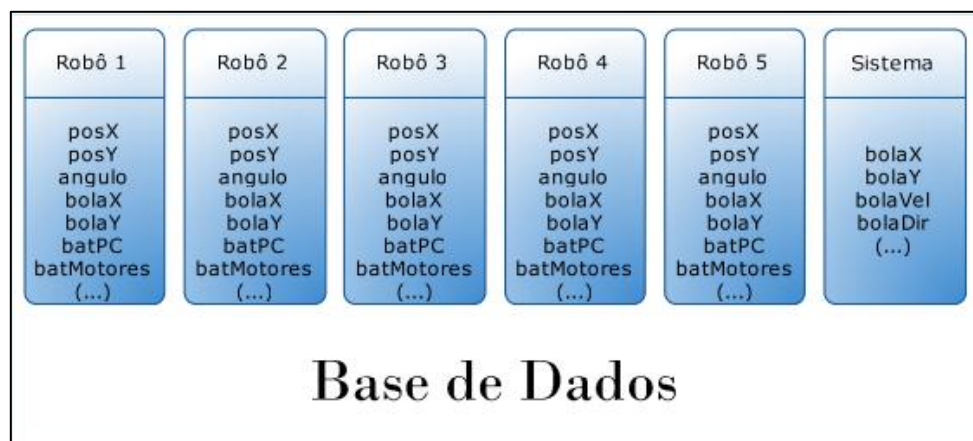 Robô 1
posX
posY
angulo
bolaX
bolaY
batPC
batMotores
(...)
Robô 2
posX
posY
angulo
bolaX
bolaY
batPC
batMotores
(...)
Robô 3
posX
posY
angulo
bolaX
bolaY
batPC
batMotores
(...)
Robô 4
posX
posY
angulo
bolaX
bolaY
batPC
batMotores
(...)
Robô 5
posX
posY
angulo
bolaX
bolaY
batPC
batMotores
(...)
Sistema
bolaX
bolaY
bolaVel
bolaDir
(...)
Base de Dados